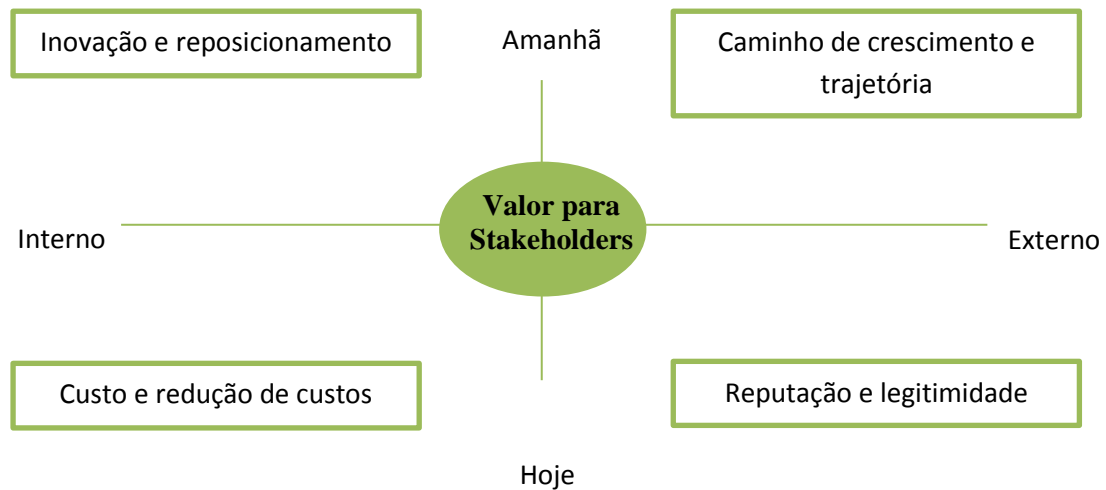 Inovação e reposicionamento
Amanhã
Caminho de crescimento e
trajetória
Valor para
Stakeholders
Interno
Externo
Custo e redução de custos
Reputação e legitimidade
Hoje